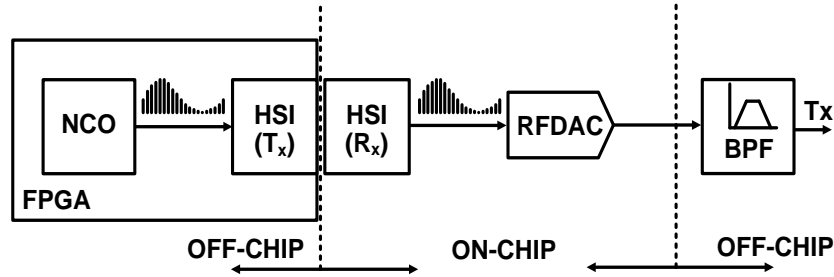 NCO
HSI
(Tx)
HSI
(Rx)
RFDAC
BPF
Tx
FPGA
OFF-CHIP
ON-CHIP
OFF-CHIP